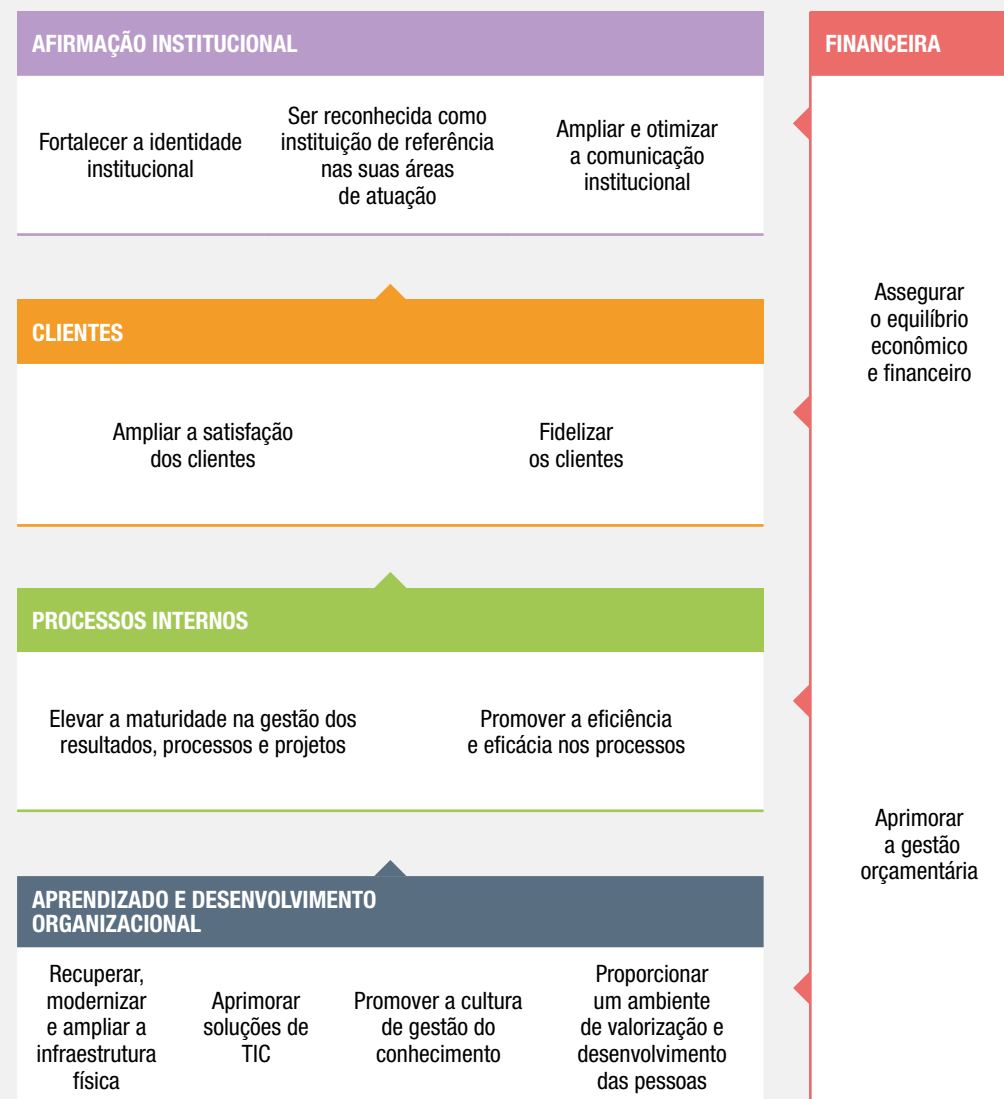 AFIRMAÇÃO INSTITUCIONAL
Fortalecer a identidade
institucional
Ser reconhecida como
instituição de referência
nas suas áreas
de atuação
Ampliar e otimizar
a comunicação
institucional
CLIENTES
Ampliar a satisfação
dos clientes
Fidelizar
os clientes
PROCESSOS INTERNOS
Elevar a maturidade na gestão dos
resultados, processos e projetos
Promover a eficiência
e eficácia nos processos
APRENDIZADO E DESENVOLVIMENTO
ORGANIZACIONAL
Recuperar,
modernizar
e ampliar a
infraestrutura
física
Aprimorar
soluções de
TIC
Promover a cultura
de gestão do
conhecimento
Proporcionar
um ambiente
de valorização e
desenvolvimento
das pessoas
FINANCEIRA
Assegurar
o equilíbrio
econômico
e financeiro
Aprimorar
a gestão
orçamentária